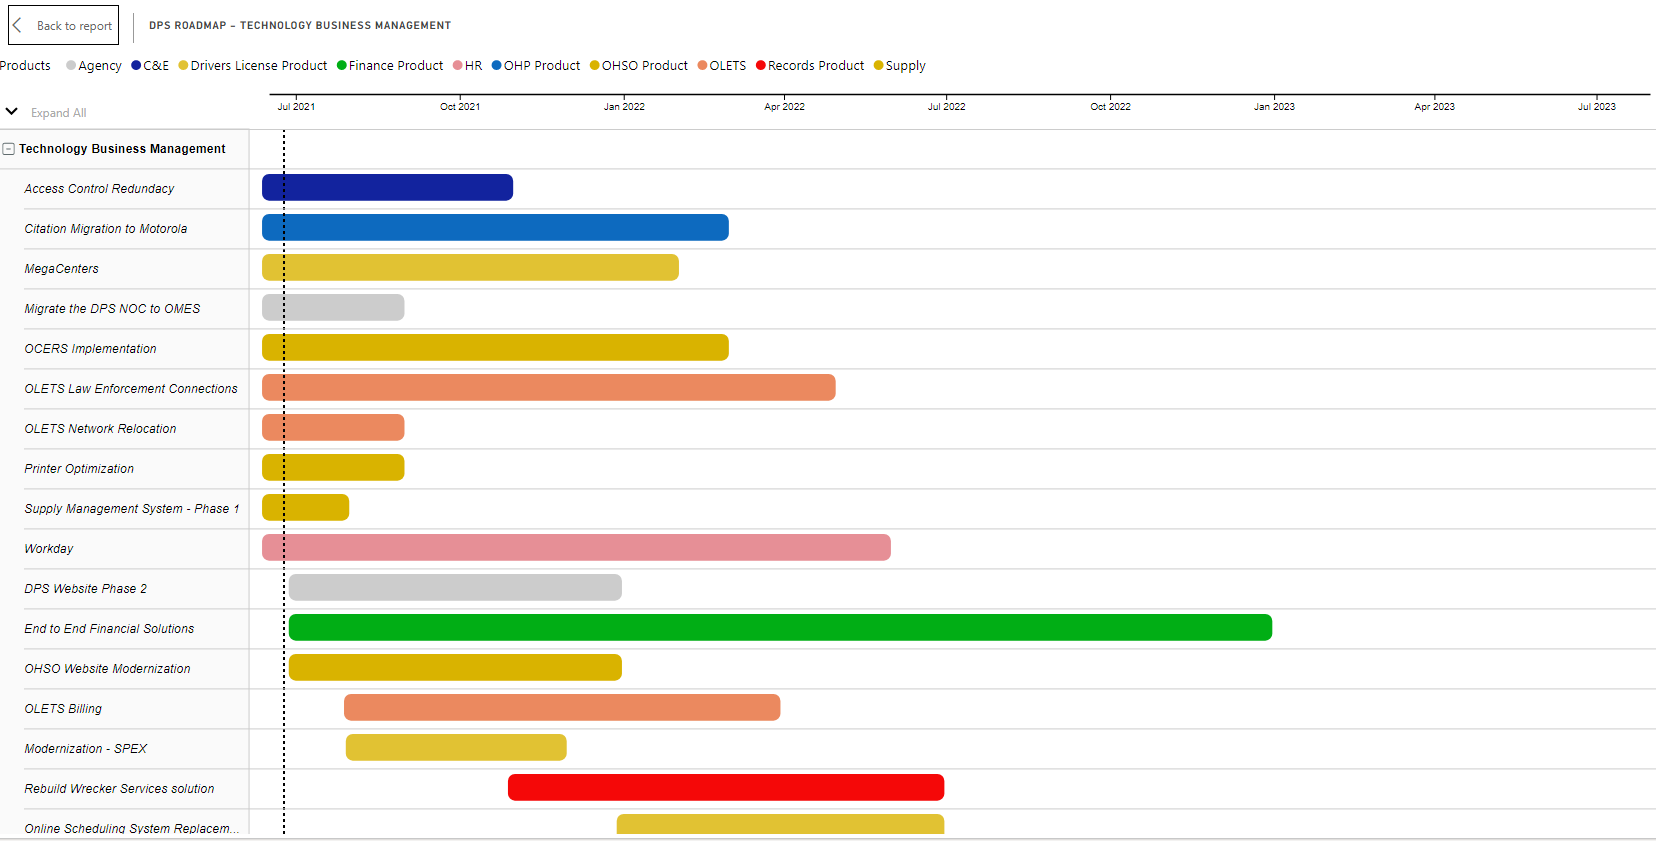 Back to report
DPS ROADMAP – TECHNOLOGY BUSINESS MANAGEMENT
Products Agency C&E Drivers License Product Finance Product HR OHP Product OHSO Product OLETS Records Product Supply
Jul 2021 Oct 2021 Jan 2022 Apr 2022 Jul 2022 Oct 2022 Jan 2023 Apr 2023 Jul 2023
Expand All
Technology Business Management
Access Control Redundacy
Citation Migration to Motorola
MegaCenters
Migrate the DPS NOC to OMES
OCERS Implementation
OLETS Law Enforcement Connections
OLETS Network Relocation
Printer Optimization
Supply Management System - Phase 1
Workday
DPS Website Phase 2
End to End Financial Solutions
OHSO Website Modernization
OLETS Billing
Modernization - SPEX
Rebuild Wrecker Services solution
Online Scheduling System Replacem...